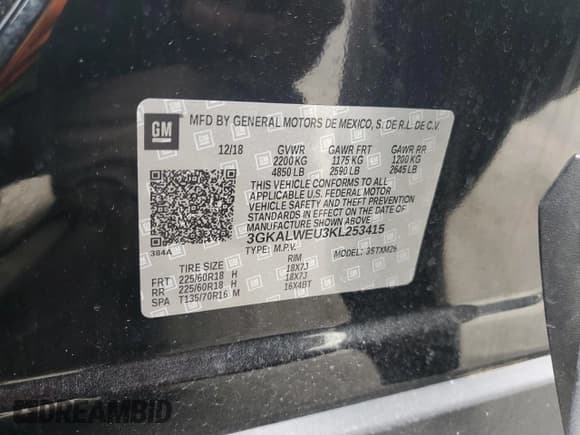 GM
MFD BY GENERAL MOTORS DE MEXICO, S. DE R.L. DE C.V.
12/18 GVWR GAWR FRT GAWR RR
2200 KG 1175 KG 1200 KG
4850 LB 2590 LB 2645 LB
THIS VEHICLE CONFORMS TO ALL APPLICABLE
U.S. FEDERAL MOTOR
VEHICLE SAFETY AND THEFT PREVENTION
STANDARDS IN EFFECT ON THE DATE OF
MANUFACTURE SHOWN ABOVE.
3GKALWEU3KL253415
384A TYPE: M.P.V. MODEL: 3STXM26
TIRE SIZE RIM
FRT 225/60R18 H 18X7J
RR 225/60R18 H 18X7J
SPA T135/70R16 M 16X4BT
DREAMBID